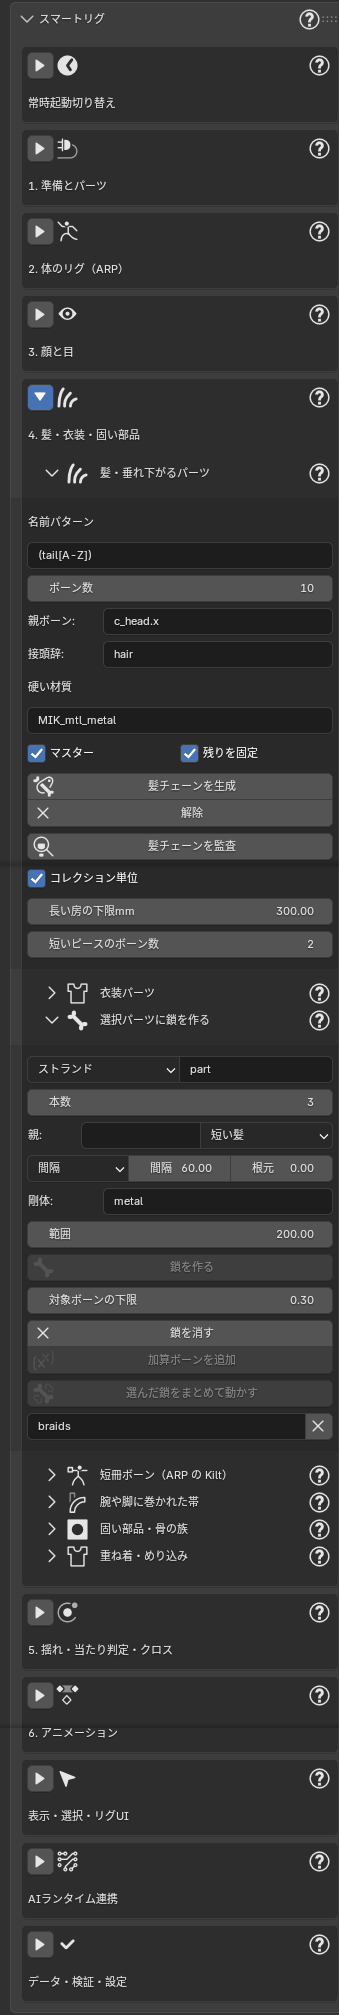 スマートリグ
常時起動切り替え
1. 準備とパーツ
2. 体のリグ（ARP）
3. 顔と目
4. 髪・衣装・固い部品
髪・垂れ下がるパーツ
名前パターン
(tail[A-Z])
ボーン数 10
親ボーン: c_head.x
接頭辞: hair
硬い材質
MIK_mtl_metal
マスター 残りを固定
髪チェーンを生成
解除
髪チェーンを監査
コレクション単位
長い房の下限mm 300.00
短いピースのボーン数 2
衣装パーツ
選択パーツに鎖を作る
ストランド part
本数 3
親: 短い髪
間隔 間隔 60.00 根元 0.00
剛体: metal
範囲 200.00
鎖を作る
対象ボーンの下限 0.30
鎖を消す
加算ボーンを追加
選んだ鎖をまとめて動かす
braids
短冊ボーン（ARP の Kilt）
腕や脚に巻かれた帯
固い部品・骨の族
重ね着・めり込み
5. 揺れ・当たり判定・クロス
6. アニメーション
表示・選択・リグUI
AIランタイム連携
データ・検証・設定